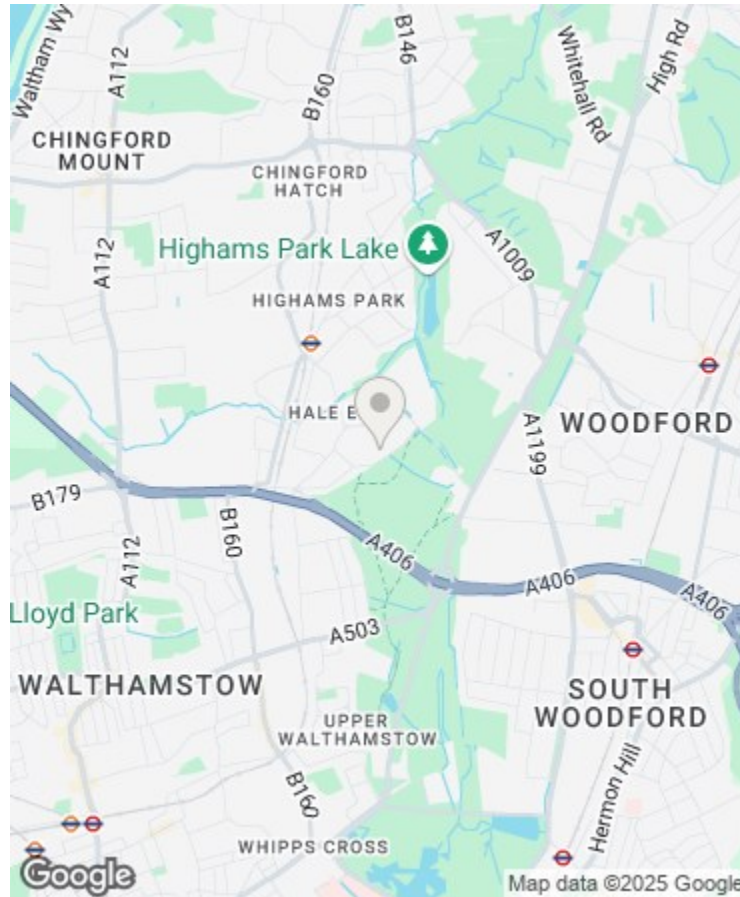 Waltham Wy
A112
B160
B146
Whitehall Rd
High Rd
CHINGFORD
MOUNT
CHINGFORD
HATCH
A112
Highams Park Lake
A1009
HIGHAMS PARK
HALE E
WOODFORD
A1199
B179
B160
A112
A406
A406
A406
Lloyd Park
A503
WALTHAMSTOW
SOUTH
WOODFORD
UPPER
WALTHAMSTOW
B160
Hermon Hill
WHIPPS CROSS
Google
Map data ©2025 Google